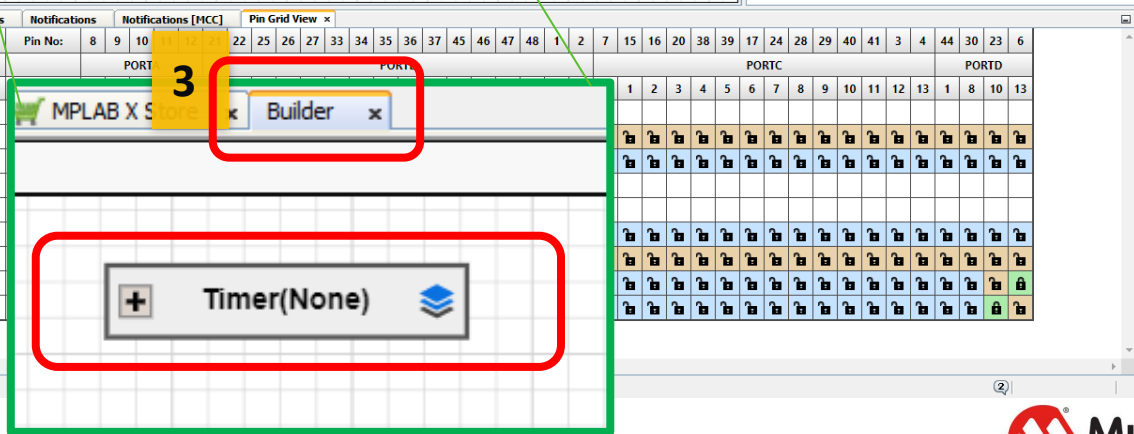 Notifications Notifications [MCC] Pin Grid View ×
Pin No: 8 9 10 11 12 21 22 25 26 27 33 34 35 36 37 45 46 47 48 1 2 7 15 16 20 38 39 17 24 28 29 40 41 3 4 44 30 23 6
PORTC PORTD
1 2 3 4 5 6 7 8 9 10 11 12 13 1 8 10 13
3
MPLAB X Store × Builder ×
+ Timer(None)
2